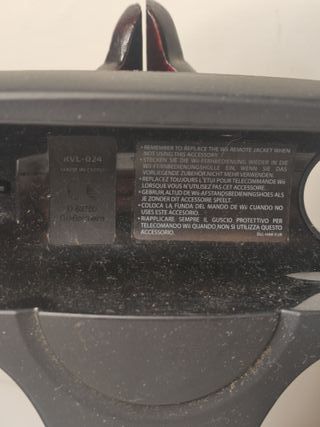 RVL-024
MADE IN CHINA
• REMEMBER TO REPLACE THE Wii REMOTE JACKET WHEN
NOT USING THIS ACCESSORY.
• STECKEN SIE DIE Wii-FERNBEDIENUNG WIEDER IN DIE
WII-FERNBEDIENUNGSHÜLLE EIN, WENN SIE DAS
VORLIEGENDE ZUBEHÖR NICHT MEHR VERWENDEN.
• REPLACEZ TOUJOURS L'ÉTUI POUR TELECOMMANDE Wii
LORSQUE VOUS N'UTILISEZ PAS CET ACCESSOIRE.
• GEBRUIK ALTIJD DE Wii-AFSTANDSBEDIENINGHOES ALS
JE ZONDER DIT ACCESSOIRE SPEELT.
• COLOCA LA FUNDA DEL MANDO DE Wii CUANDO NO
USES ESTE ACCESORIO.
• RIAPPLICARE SEMPRE IL GUSCIO PROTETTIVO PER
TELECOMANDO Wii QUANDO NON SI UTILIZZA QUESTO
ACCESSORIO.